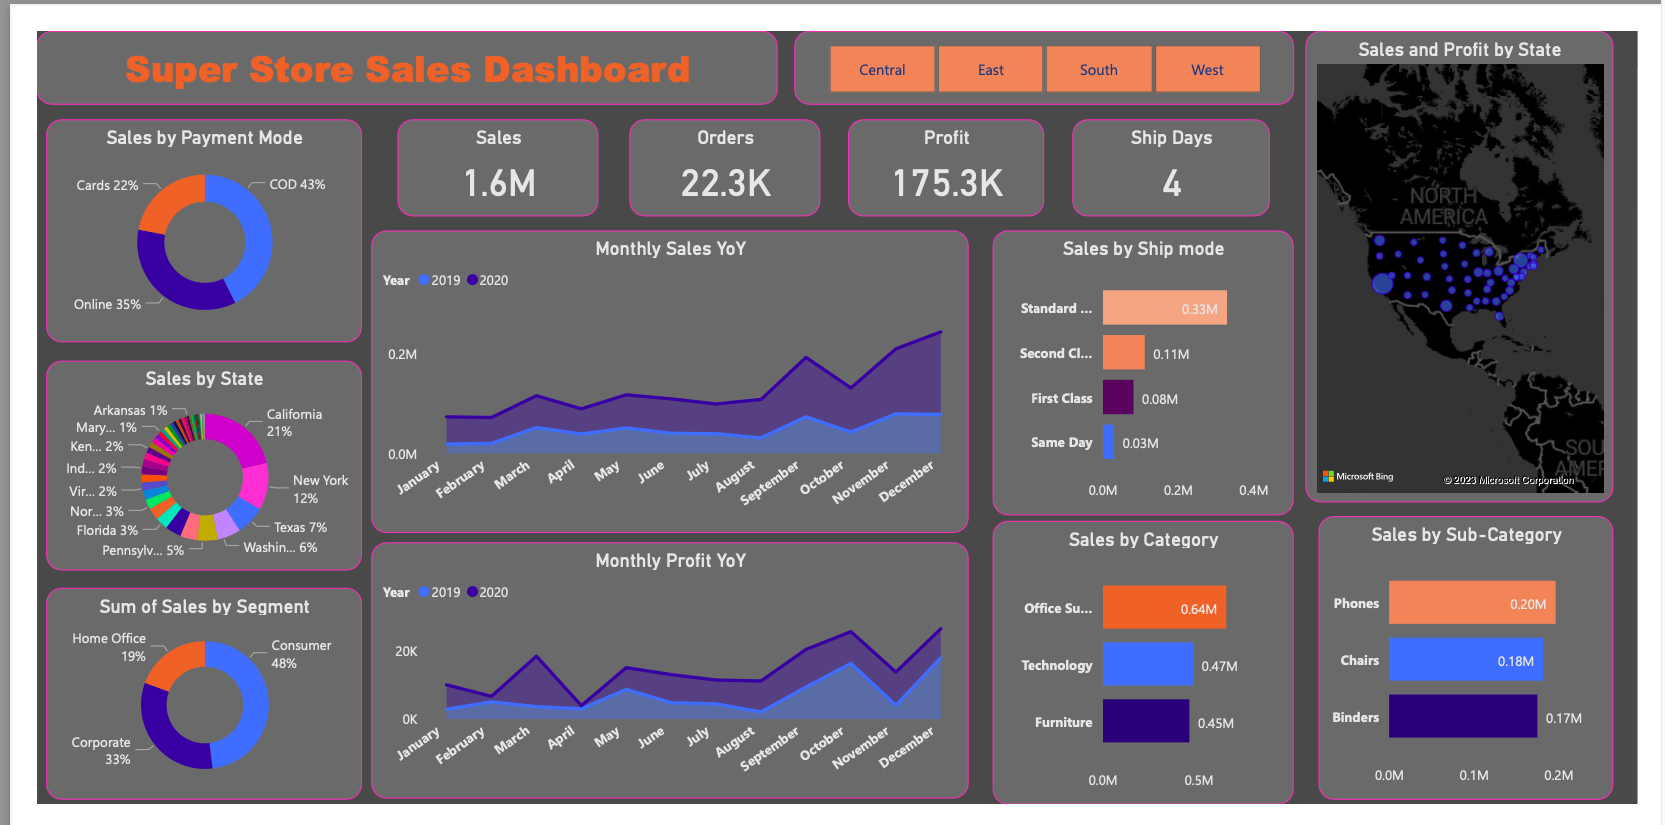 Super Store Sales Dashboard
Central
East
South
West
Sales and Profit by State
NORTH
AMERICA
SOU
AMER
Microsoft Bing
© 2023 Microsoft Corporation
Sales by Payment Mode
Cards 22%
COD 43%
Online 35%
Sales
1.6M
Orders
22.3K
Profit
175.3K
Ship Days
4
Sales by State
Arkansas 1%
Mary... 1%
Ken... 2%
Ind... 2%
Vir... 2%
Nor... 3%
Florida 3%
Pennsylv... 5%
California
21%
New York
12%
Texas 7%
Washin... 6%
Sum of Sales by Segment
Home Office
19%
Consumer
48%
Corporate
33%
Monthly Sales YoY
Year 2019 2020
0.2M
0.0M
January
February
March
April
May
June
July
August
September
October
November
December
Monthly Profit YoY
Year 2019 2020
20K
0K
January
February
March
April
May
June
July
August
September
October
November
December
Sales by Ship mode
Standard ... 0.33M
Second Cl... 0.11M
First Class 0.08M
Same Day 0.03M
0.0M 0.2M 0.4M
Sales by Category
Office Su... 0.64M
Technology 0.47M
Furniture 0.45M
0.0M 0.5M
Sales by Sub-Category
Phones 0.20M
Chairs 0.18M
Binders 0.17M
0.0M 0.1M 0.2M